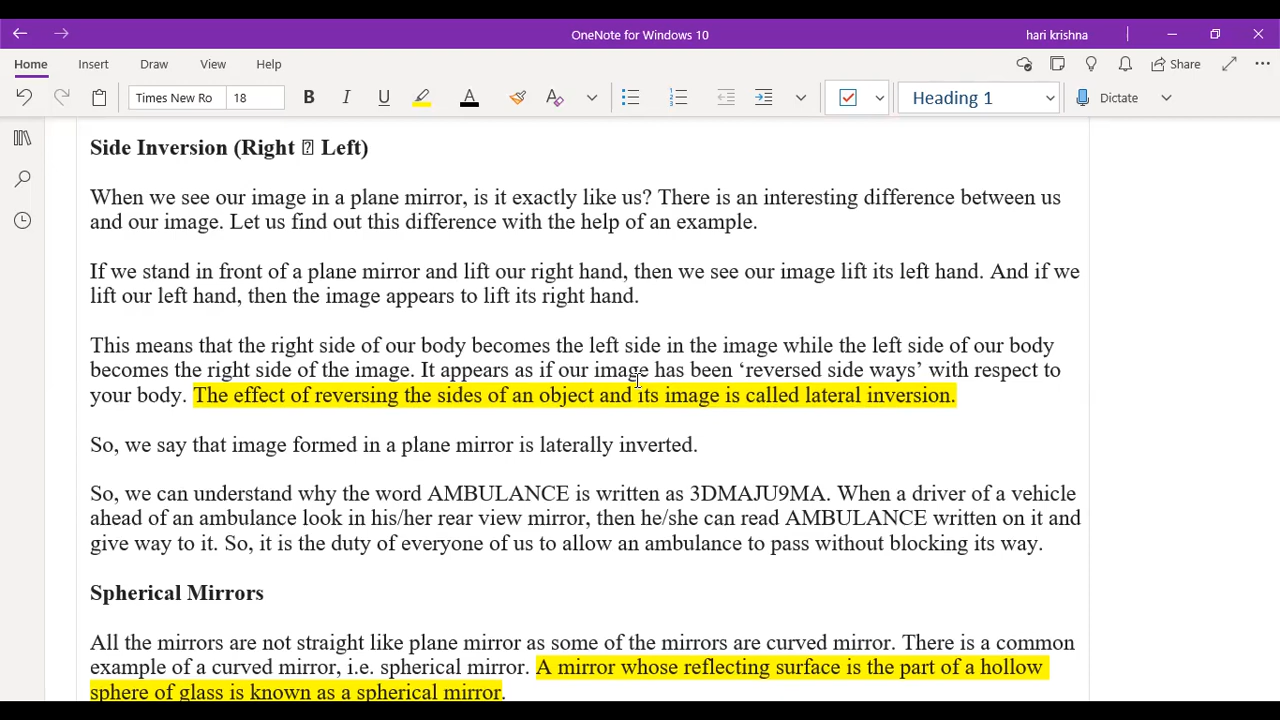 OneNote for Windows 10
hari krishna
Home Insert Draw View Help
Share
Times New Ro 18 B I U A Heading 1 Dictate
Side Inversion (Right ⍰ Left)
When we see our image in a plane mirror, is it exactly like us? There is an interesting difference between us
and our image. Let us find out this difference with the help of an example.
If we stand in front of a plane mirror and lift our right hand, then we see our image lift its left hand. And if we
lift our left hand, then the image appears to lift its right hand.
This means that the right side of our body becomes the left side in the image while the left side of our body
becomes the right side of the image. It appears as if our image has been ‘reversed side ways’ with respect to
your body. The effect of reversing the sides of an object and its image is called lateral inversion.
So, we say that image formed in a plane mirror is laterally inverted.
So, we can understand why the word AMBULANCE is written as 3DMAJU9MA. When a driver of a vehicle
ahead of an ambulance look in his/her rear view mirror, then he/she can read AMBULANCE written on it and
give way to it. So, it is the duty of everyone of us to allow an ambulance to pass without blocking its way.
Spherical Mirrors
All the mirrors are not straight like plane mirror as some of the mirrors are curved mirror. There is a common
example of a curved mirror, i.e. spherical mirror. A mirror whose reflecting surface is the part of a hollow
sphere of glass is known as a spherical mirror.